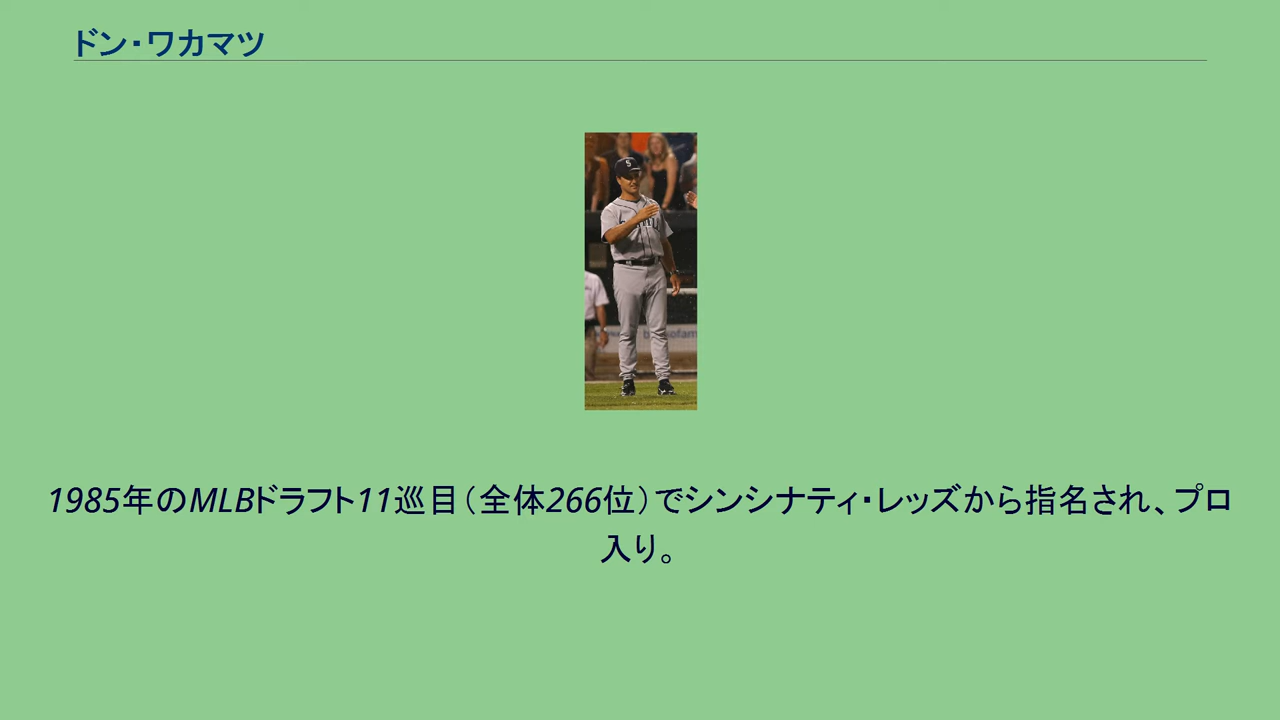 ドン・ワカマツ
S
1985年のMLBドラフト11巡目（全体266位）でシンシナティ・レッズから指名され、プロ
入り。